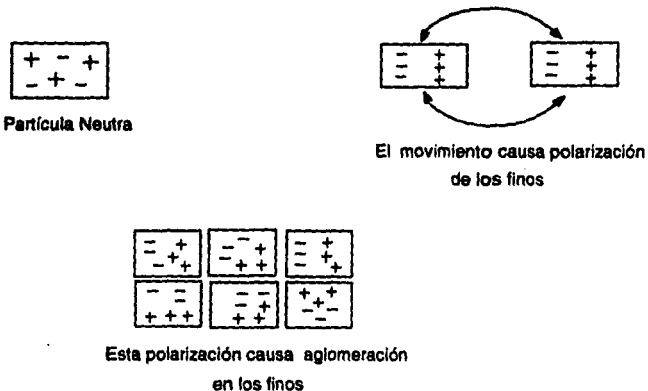 Partícula Neutra
El movimiento causa polarización
de los finos
Esta polarización causa aglomeración
en los finos